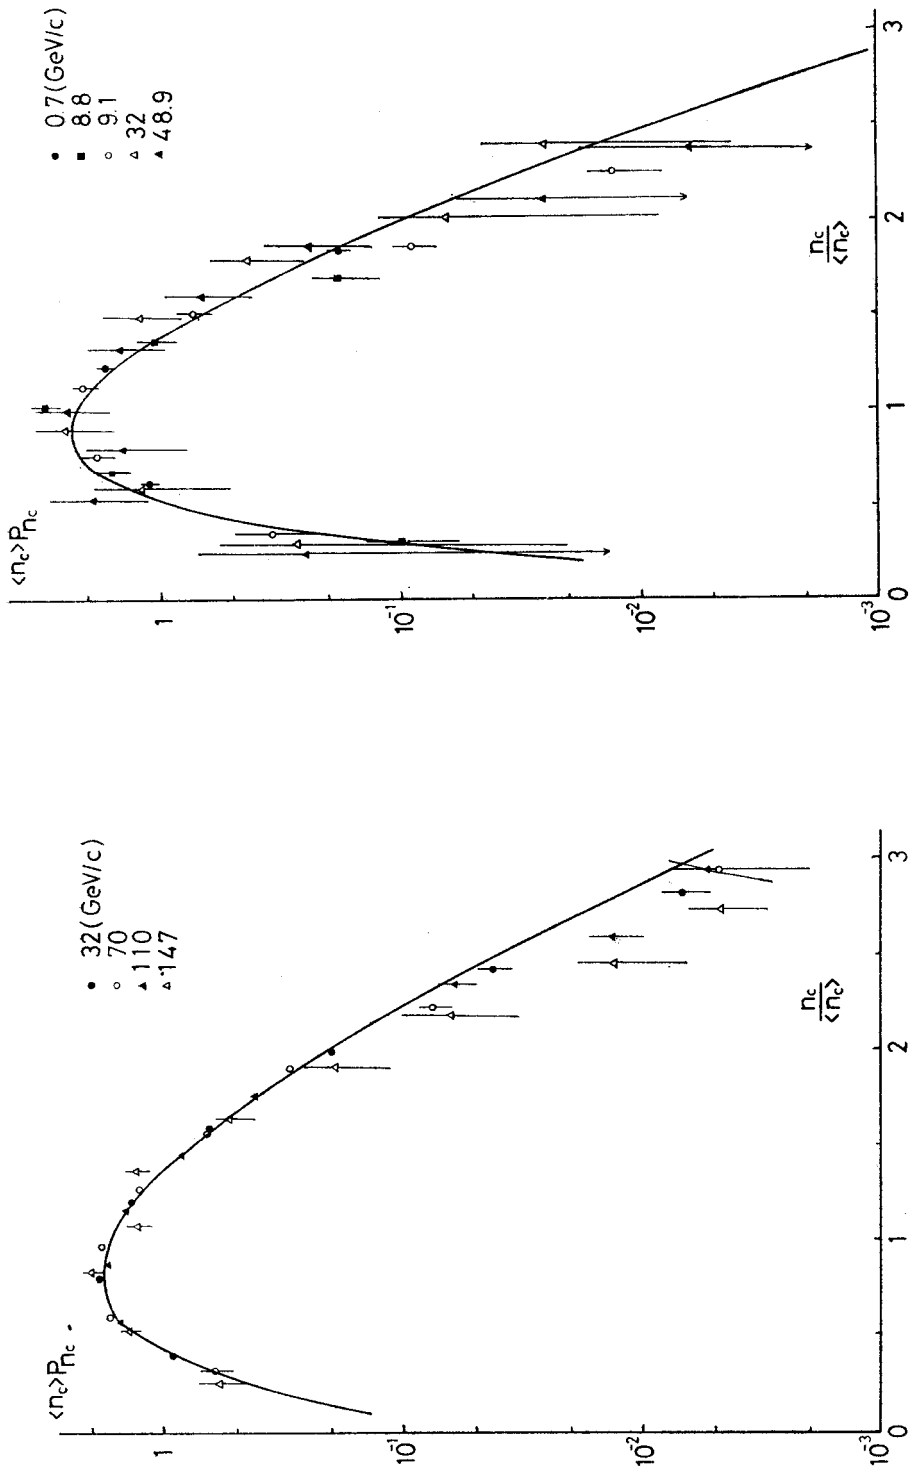 <n_c>P_{n_c}
• 32(GeV/c)
○ 70
▲ 110
△ 147
1
10⁻¹
10⁻²
10⁻³
0
1
2
3
n_c
<n_c>
<n_c>P_{n_c}
• 0.7(GeV/c)
■ 8.8
○ 9.1
△ 32
▲ 48.9
1
10⁻¹
10⁻²
10⁻³
0
1
2
3
n_c
<n_c>